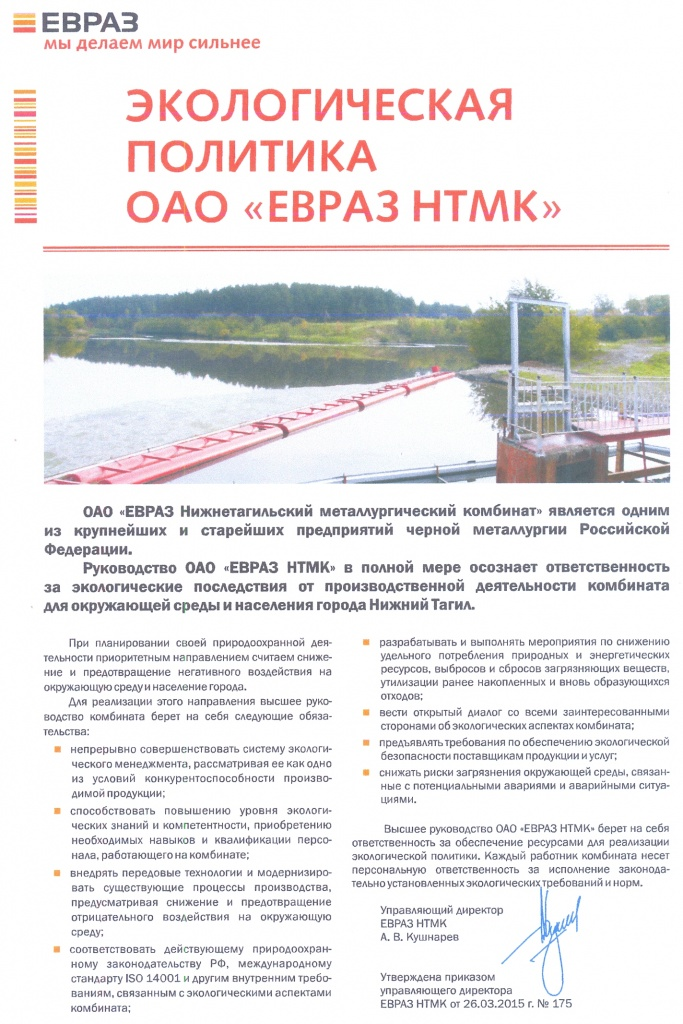 ЕВРАЗ
мы делаем мир сильнее
ЭКОЛОГИЧЕСКАЯ
ПОЛИТИКА
ОАО «ЕВРАЗ НТМК»
ОАО «ЕВРАЗ Нижнетагильский металлургический комбинат» является одним
из крупнейших и старейших предприятий черной металлургии Российской
Федерации.
Руководство ОАО «ЕВРАЗ НТМК» в полной мере осознает ответственность
за экологические последствия от производственной деятельности комбината
для окружающей среды и населения города Нижний Тагил.
При планировании своей природоохранной дея-
тельности приоритетным направлением считаем сниже-
ние и предотвращение негативного воздействия на
окружающую среду и население города.
Для реализации этого направления высшее руко-
водство комбината берет на себя следующие обяза-
тельства:
непрерывно совершенствовать систему экологи-
ческого менеджмента, рассматривая ее как одно
из условий конкурентоспособности произво-
димой продукции;
способствовать повышению уровня экологи-
ческих знаний и компетентности, приобретению
необходимых навыков и квалификации персо-
нала, работающего на комбинате;
внедрять передовые технологии и модернизиро-
вать существующие процессы производства,
предусматривая снижение и предотвращение
отрицательного воздействия на окружающую
среду;
соответствовать действующему природоохран-
ному законодательству РФ, международному
стандарту ISO 14001 и другим внутренним требо-
ваниям, связанным с экологическими аспектами
комбината;
разрабатывать и выполнять мероприятия по снижению
удельного потребления природных и энергетических
ресурсов, выбросов и сбросов загрязняющих веществ,
утилизации ранее накопленных и вновь образующихся
отходов;
вести открытый диалог со всеми заинтересованными
сторонами об экологических аспектах комбината;
предъявлять требования по обеспечению экологической
безопасности поставщикам продукции и услуг;
снижать риски загрязнения окружающей среды, связан-
ные с потенциальными авариями и аварийными ситуа-
циями.
Высшее руководство ОАО «ЕВРАЗ НТМК» берет на себя
ответственность за обеспечение ресурсами для реализации
экологической политики. Каждый работник комбината несет
персональную ответственность за исполнение законода-
тельно установленных экологических требований и норм.
Управляющий директор
ЕВРАЗ НТМК
А. В. Кушнарев
Утверждена приказом
управляющего директора
ЕВРАЗ НТМК от 26.03.2015 г. № 175